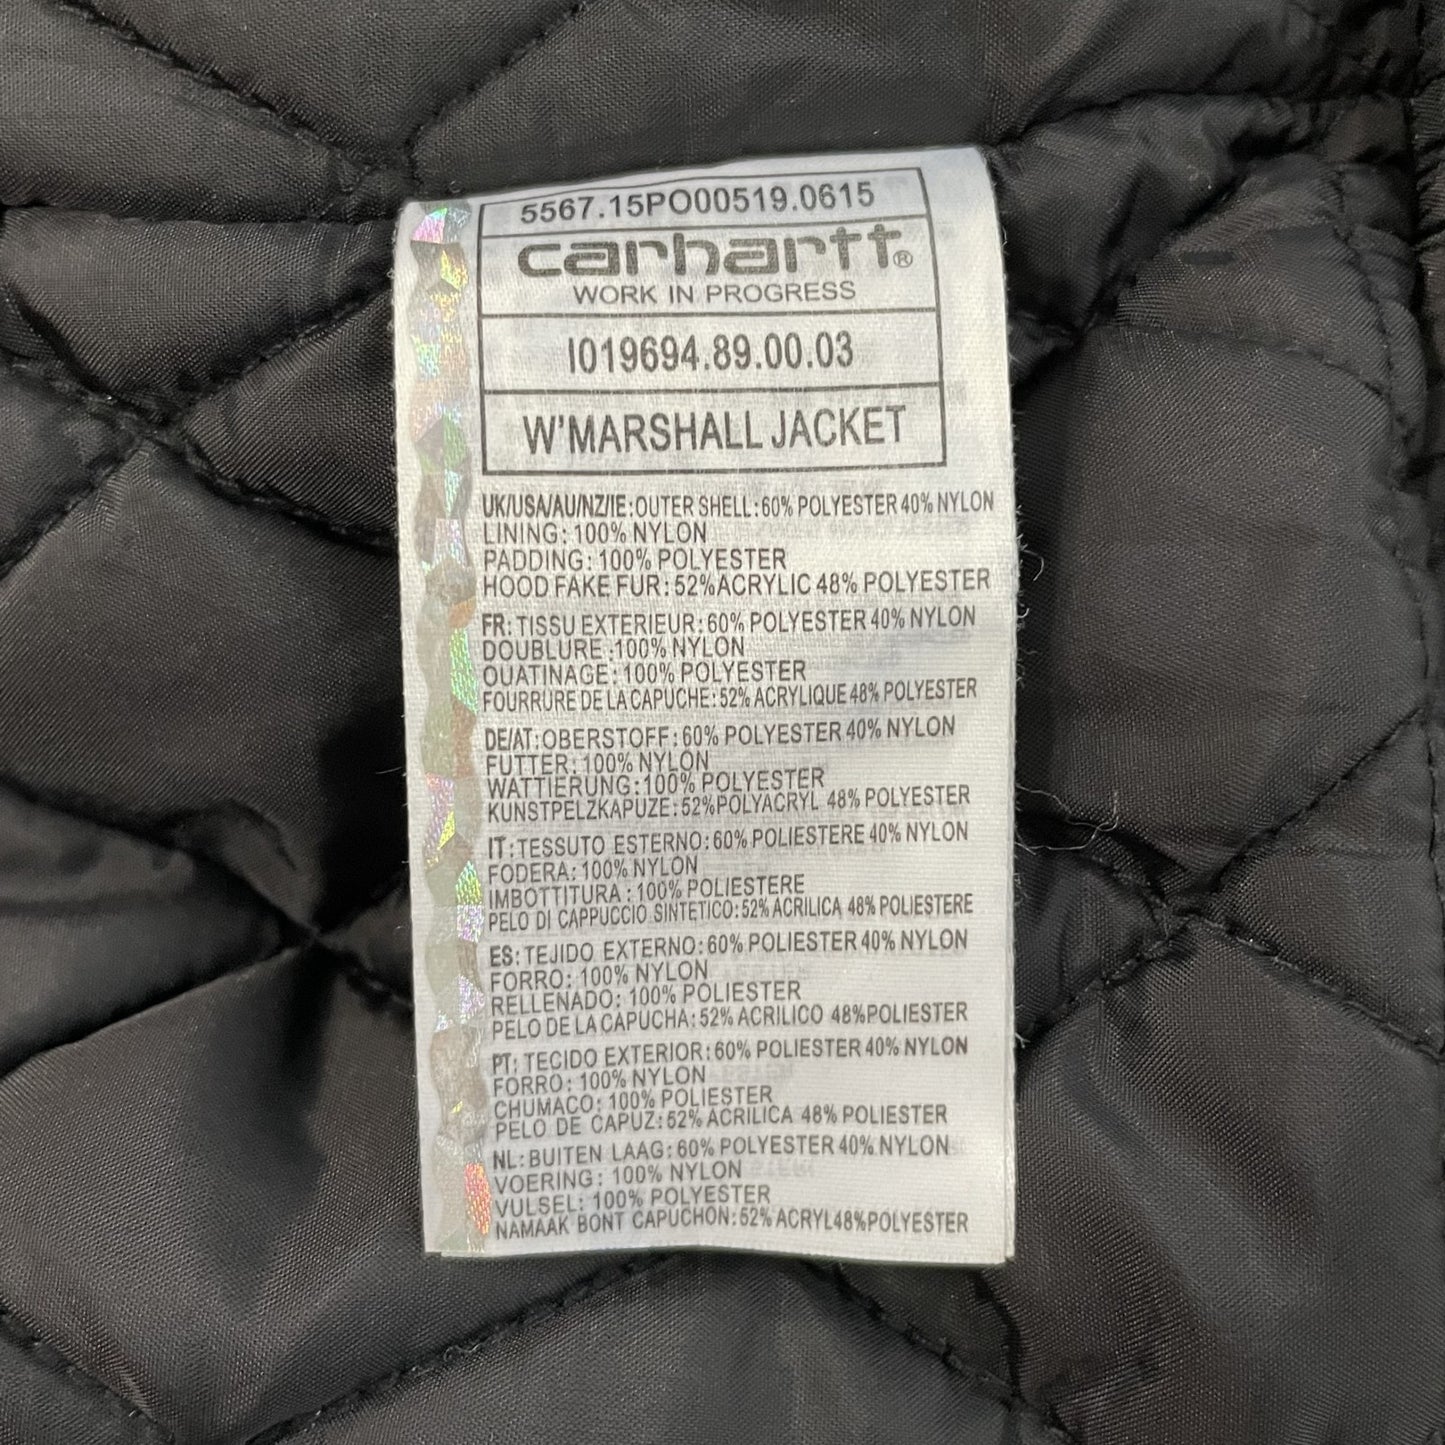 5567.15PO00519.0615
carhartt®
WORK IN PROGRESS
I019694.89.00.03
W'MARSHALL JACKET
UK/USA/AU/NZ/IE:OUTER SHELL:60% POLYESTER 40% NYLON
LINING: 100% NYLON
PADDING: 100% POLYESTER
HOOD FAKE FUR: 52%ACRYLIC 48% POLYESTER
FR: TISSU EXTERIEUR: 60% POLYESTER 40% NYLON
DOUBLURE :100% NYLON
OUATINAGE: 100% POLYESTER
FOURRURE DE LA CAPUCHE: 52% ACRYLIQUE 48% POLYESTER
DE/AT: OBERSTOFF: 60% POLYESTER 40% NYLON
FUTTER: 100% NYLON
WATTIERUNG: 100% POLYESTER
KUNSTPELZKAPUZE: 52%POLYACRYL 48% POLYESTER
IT: TESSUTO ESTERNO: 60% POLIESTERE 40% NYLON
FODERA: 100% NYLON
IMBOTTITURA: 100% POLIESTERE
PELO DI CAPPUCCIO SINTETICO: 52% ACRILICA 48% POLIESTERE
ES: TEJIDO EXTERNO: 60% POLIESTER 40% NYLON
FORRO: 100% NYLON
RELLENADO: 100% POLIESTER
PELO DE LA CAPUCHA: 52% ACRILICO 48%POLIESTER
PT: TECIDO EXTERIOR: 60% POLIESTER 40% NYLON
FORRO: 100% NYLON
CHUMACO: 100% POLIESTER
PELO DE CAPUZ: 52% ACRILICA 48% POLIESTER
NL: BUITEN LAAG: 60% POLYESTER 40% NYLON
VOERING: 100% NYLON
VULSEL: 100% POLYESTER
NAMAAK BONT CAPUCHON: 52% ACRYL48%POLYESTER